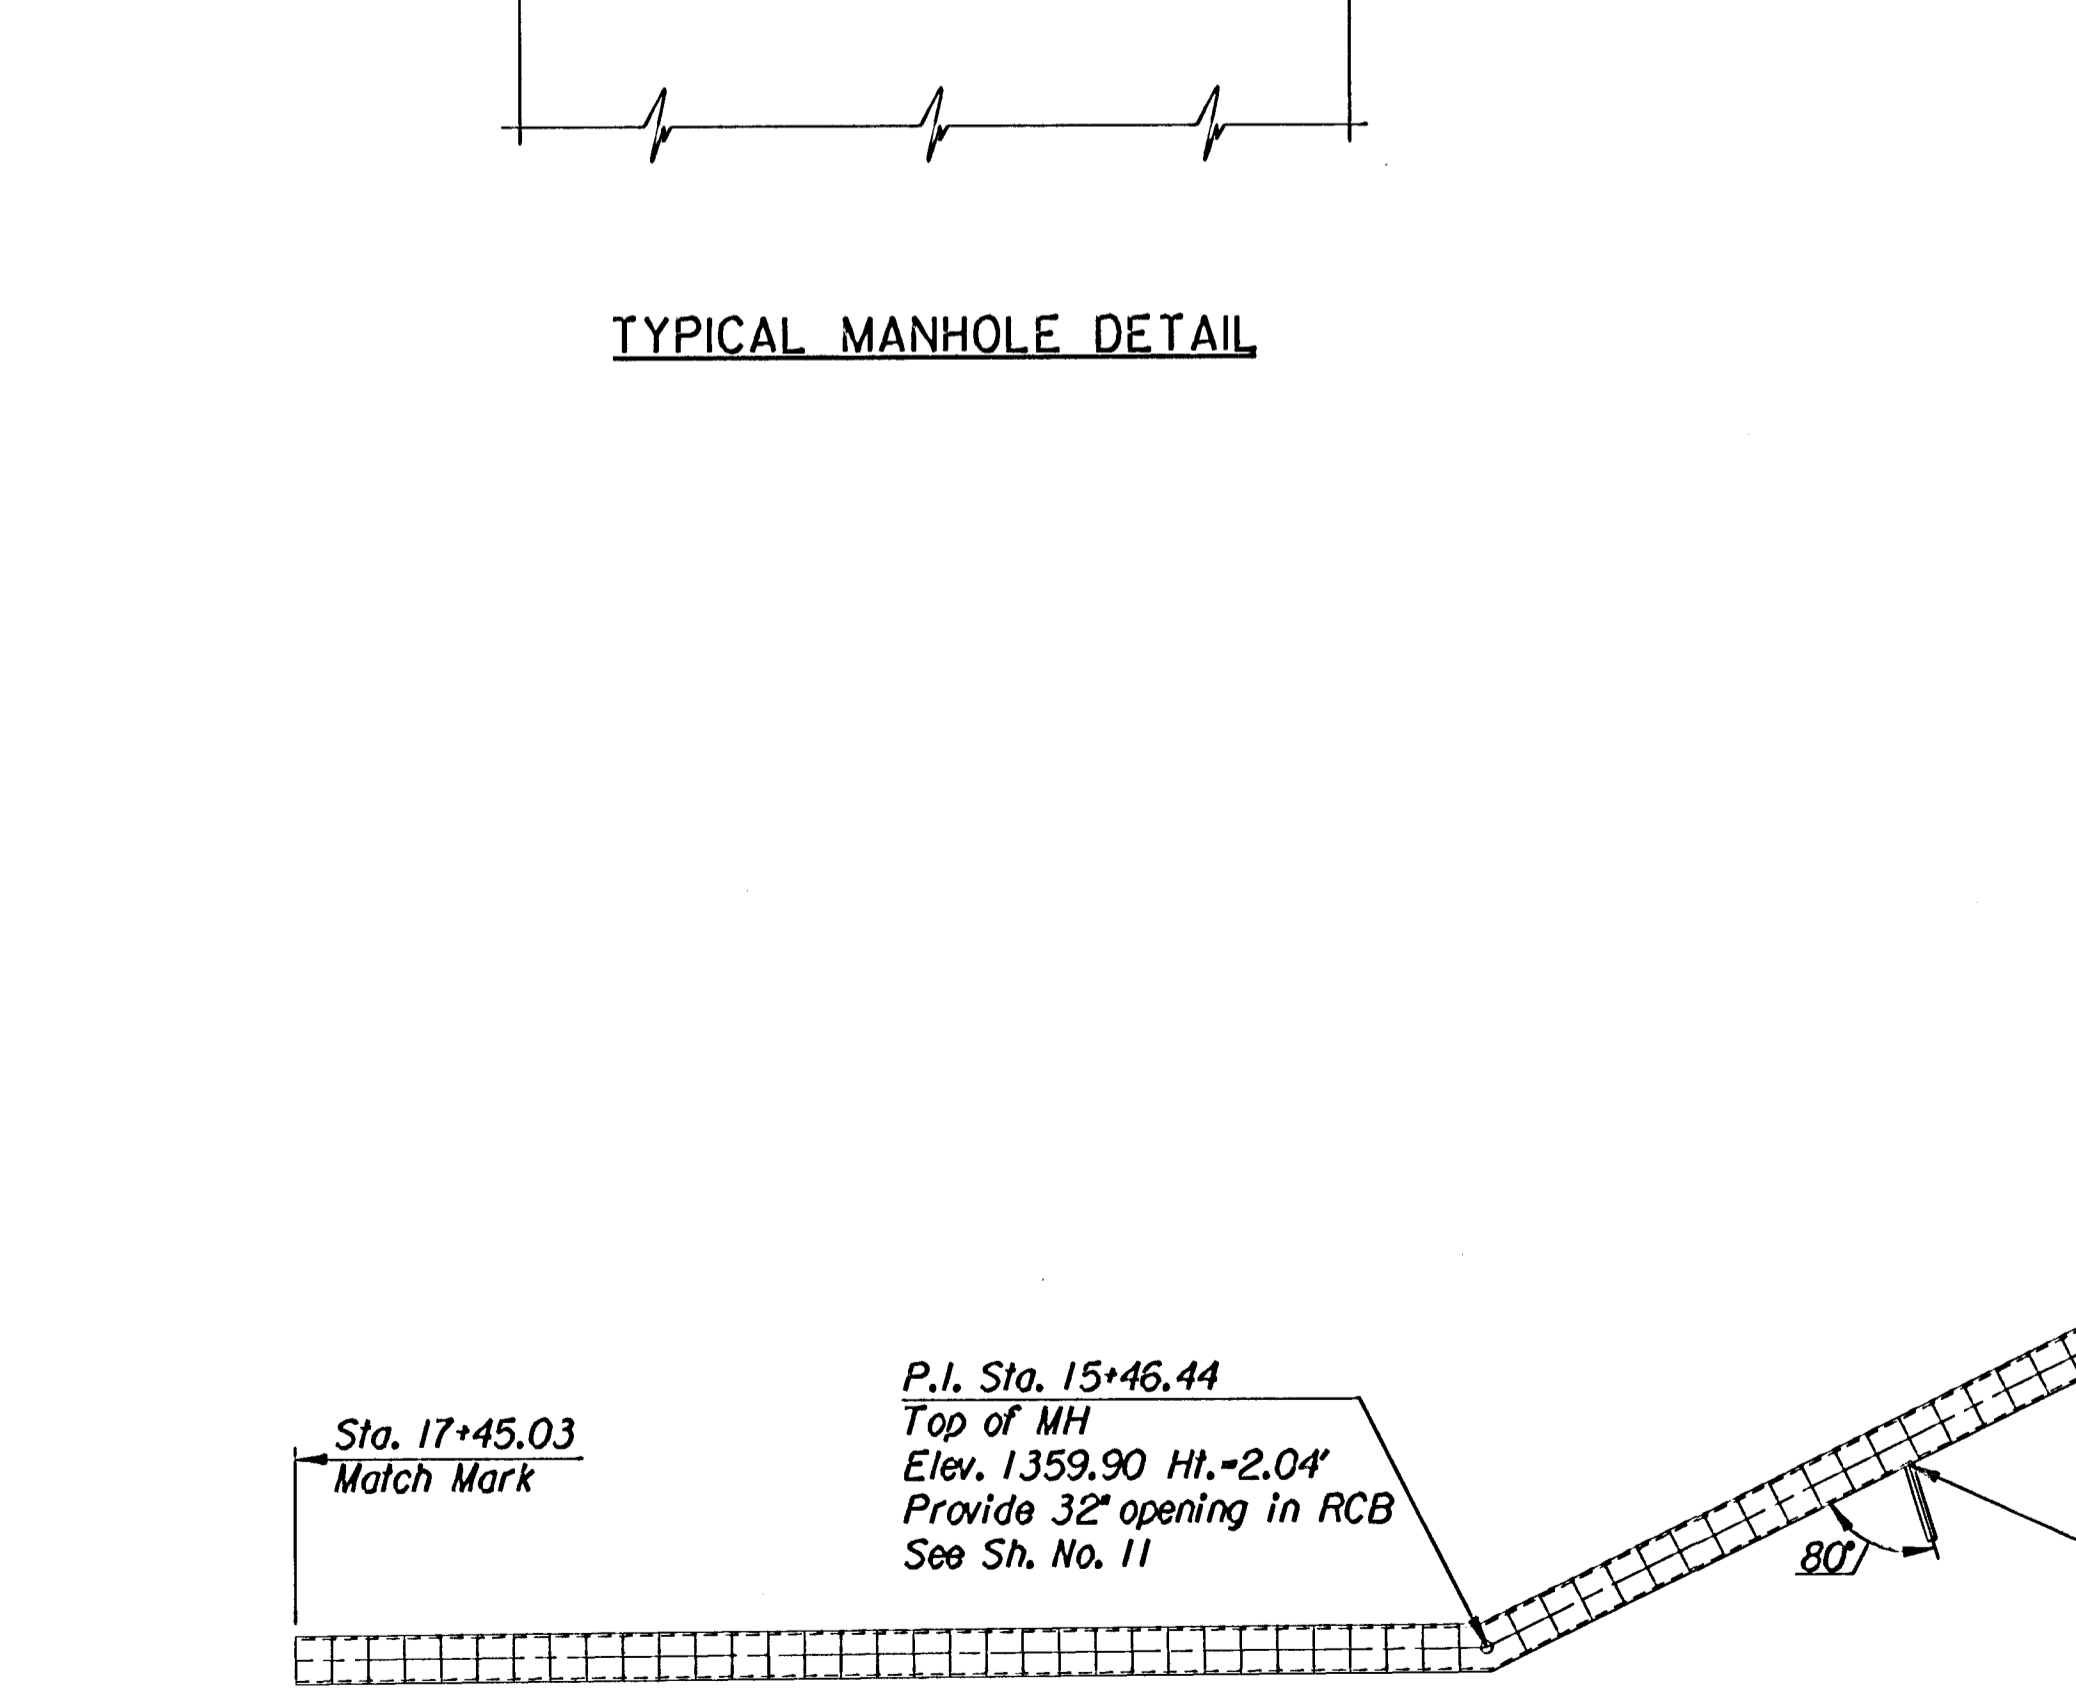 TYPICAL MANHOLE DETAIL
P.I. Sta. 15+46.44
Top of MH
Elev. 1359.90 Ht.=2.04'
Provide 32" opening in RCB
See Sh. No. 11
Sta. 17+45.03
Match Mark
80°